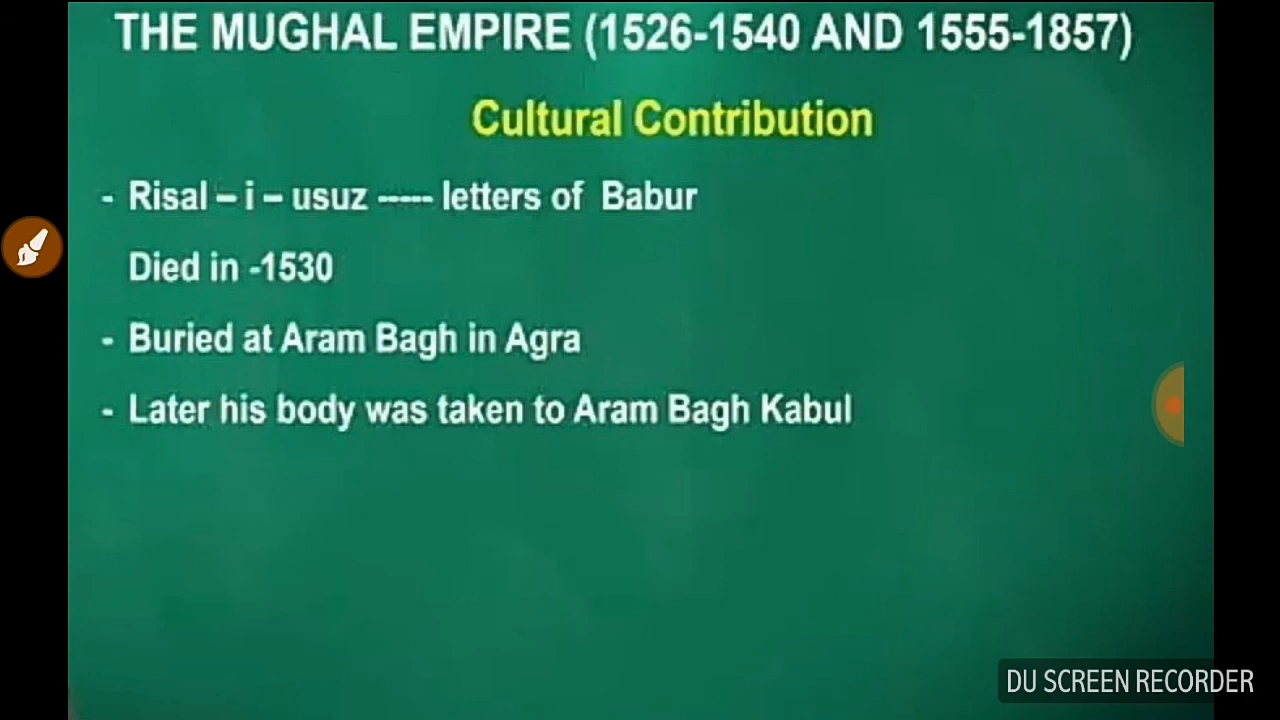 THE MUGHAL EMPIRE (1526-1540 AND 1555-1857)
Cultural Contribution
- Risal – i – usuz ----- letters of Babur
Died in -1530
- Buried at Aram Bagh in Agra
- Later his body was taken to Aram Bagh Kabul
DU SCREEN RECORDER